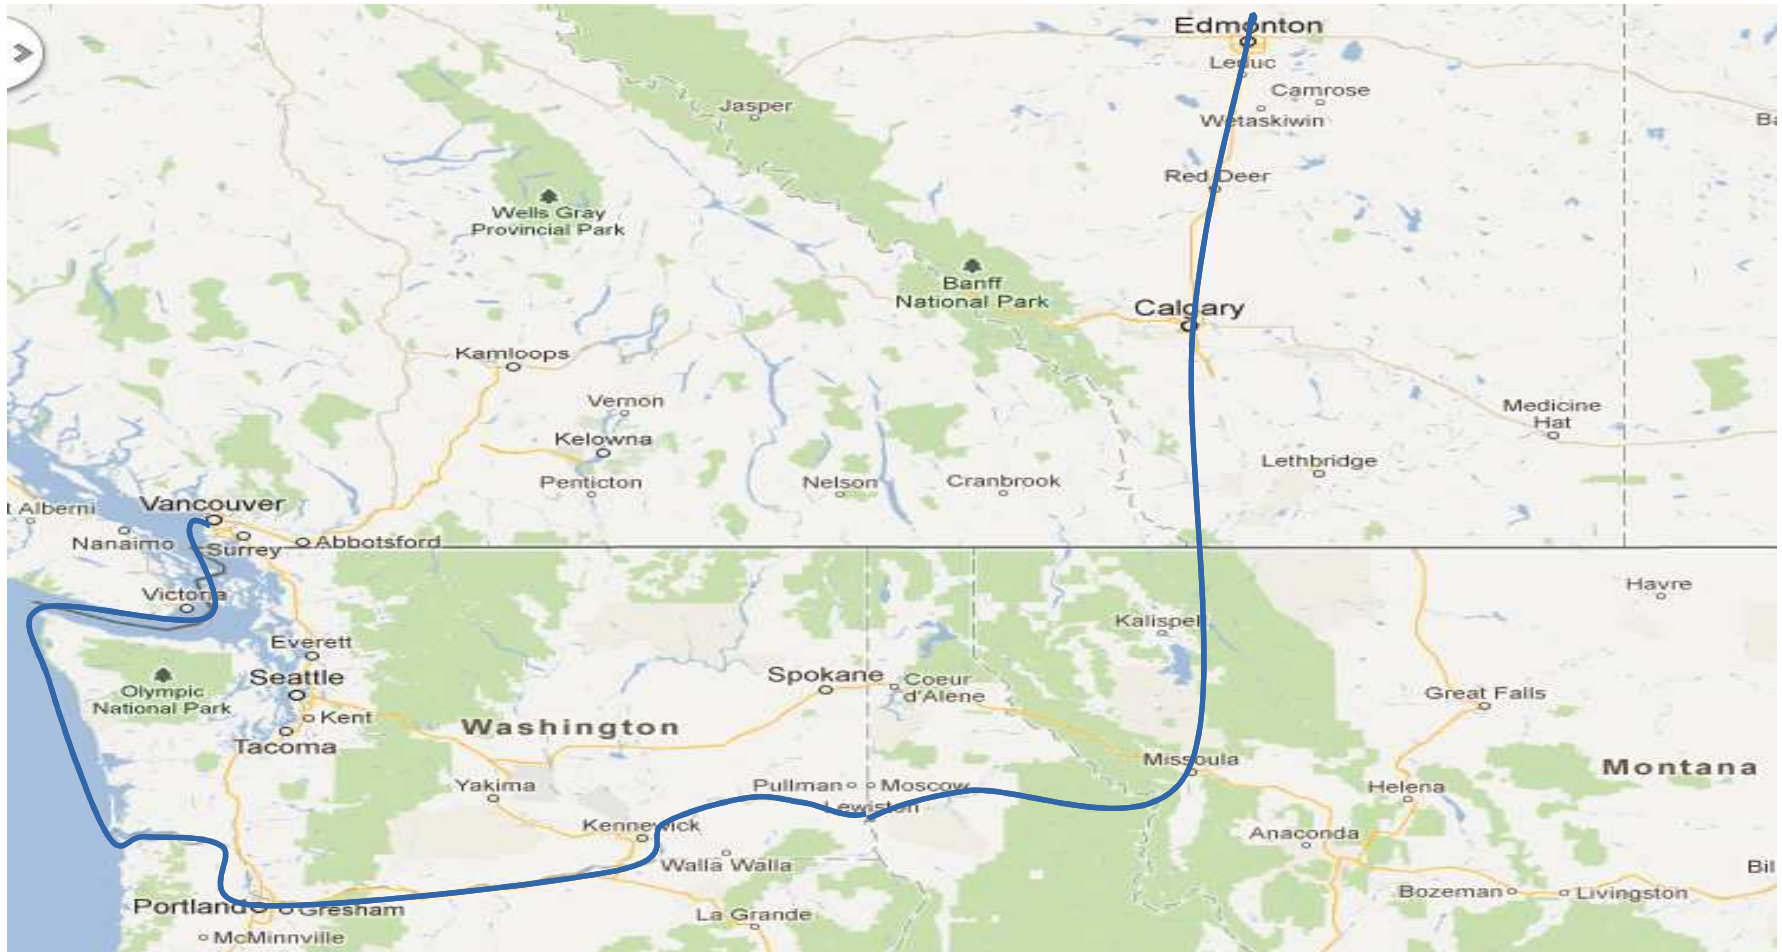 Edmonton
Leduc
Camrose
Wetaskiwin
Jasper
Red Deer
Wells Gray
Provincial Park
Banff
National Park
Calgary
Kamloops
Vernon
Medicine
Hat
Kelowna
Lethbridge
Penticton
Nelson
Cranbrook
Vancouver
t Alberni
Nanaimo
Surrey
Abbotsford
Victoria
Havre
Kalispel
Everett
Seattle
Spokane
Coeur
d'Alene
Olympic
National Park
Great Falls
Kent
Washington
Tacoma
Missoula
Montana
Yakima
Pullman
Moscow
Helena
Lewiston
Kennewick
Anaconda
Walla Walla
Bil
Bozeman
Livingston
Portland
Gresham
La Grande
McMinnville